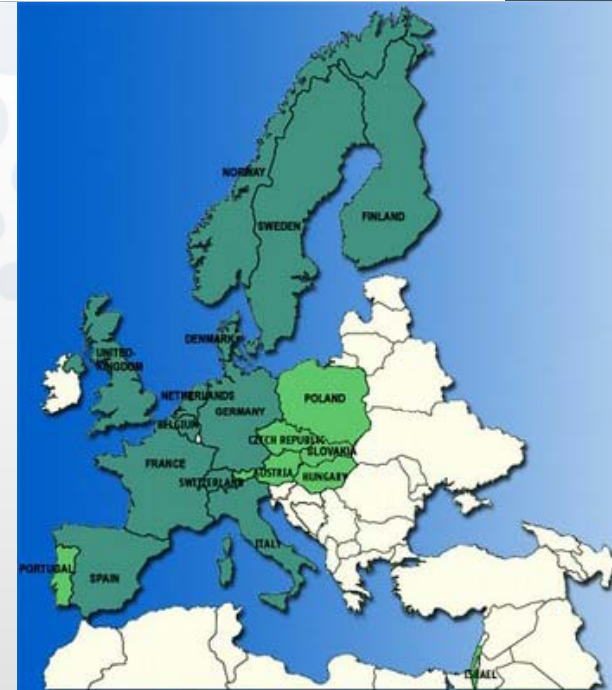 NORWAY
SWEDEN
FINLAND
DENMARK
UNITED-
KINGDOM
NETHERLANDS
BELGIUM
GERMANY
POLAND
CZECH REPUBLIC
SLOVAKIA
FRANCE
SWITZERLAND
AUSTRIA
HUNGARY
ITALY
PORTUGAL
SPAIN
ISRAEL